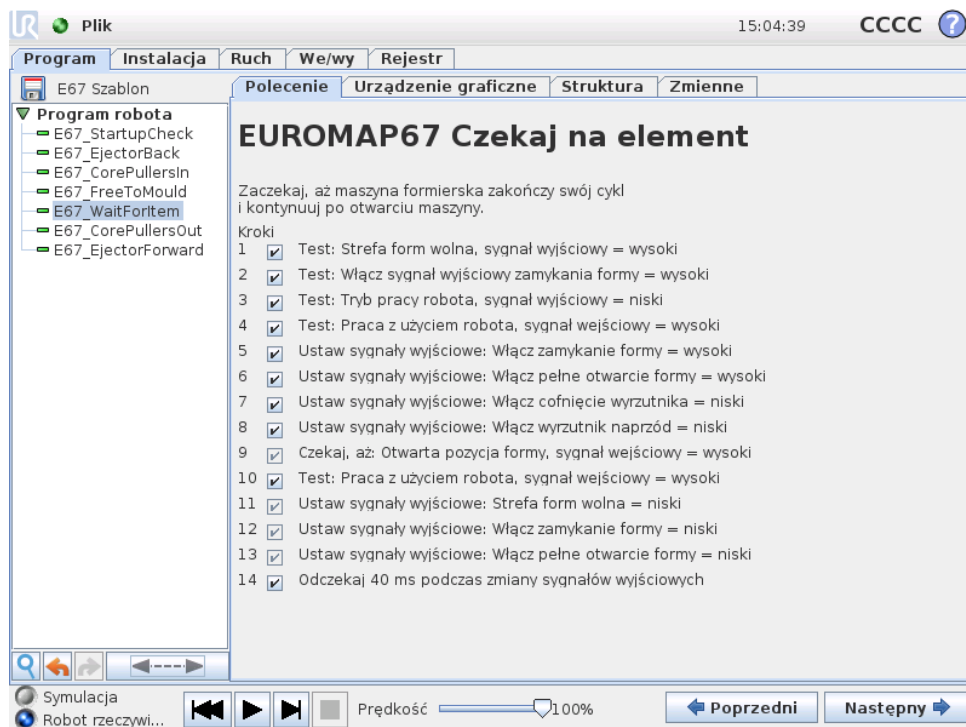 UR Plik 15:04:39 CCCC ?
Program Instalacja Ruch We/wy Rejestr
E67 Szablon
Polecenie Urządzenie graficzne Struktura Zmienne
Program robota
E67_StartupCheck
E67_EjectorBack
E67_CorePullersIn
E67_FreeToMould
E67_WaitForItem
E67_CorePullersOut
E67_EjectorForward
EUROMAP67 Czekaj na element
Zaczekaj, aż maszyna formierska zakończy swój cykl
i kontynuuj po otwarciu maszyny.
Kroki
1 Test: Strefa form wolna, sygnał wyjściowy = wysoki
2 Test: Włącz sygnał wyjściowy zamykania formy = wysoki
3 Test: Tryb pracy robota, sygnał wyjściowy = niski
4 Test: Praca z użyciem robota, sygnał wejściowy = wysoki
5 Ustaw sygnały wyjściowe: Włącz zamykanie formy = wysoki
6 Ustaw sygnały wyjściowe: Włącz pełne otwarcie formy = wysoki
7 Ustaw sygnały wyjściowe: Włącz cofnięcie wyrzutnika = niski
8 Ustaw sygnały wyjściowe: Włącz wyrzutnik naprzód = niski
9 Czekaj, aż: Otwarta pozycja formy, sygnał wejściowy = wysoki
10 Test: Praca z użyciem robota, sygnał wejściowy = wysoki
11 Ustaw sygnały wyjściowe: Strefa form wolna = niski
12 Ustaw sygnały wyjściowe: Włącz zamykanie formy = niski
13 Ustaw sygnały wyjściowe: Włącz pełne otwarcie formy = niski
14 Odczekaj 40 ms podczas zmiany sygnałów wyjściowych
Symulacja
Robot rzeczywi...
Prędkość 100%
Poprzedni Następny